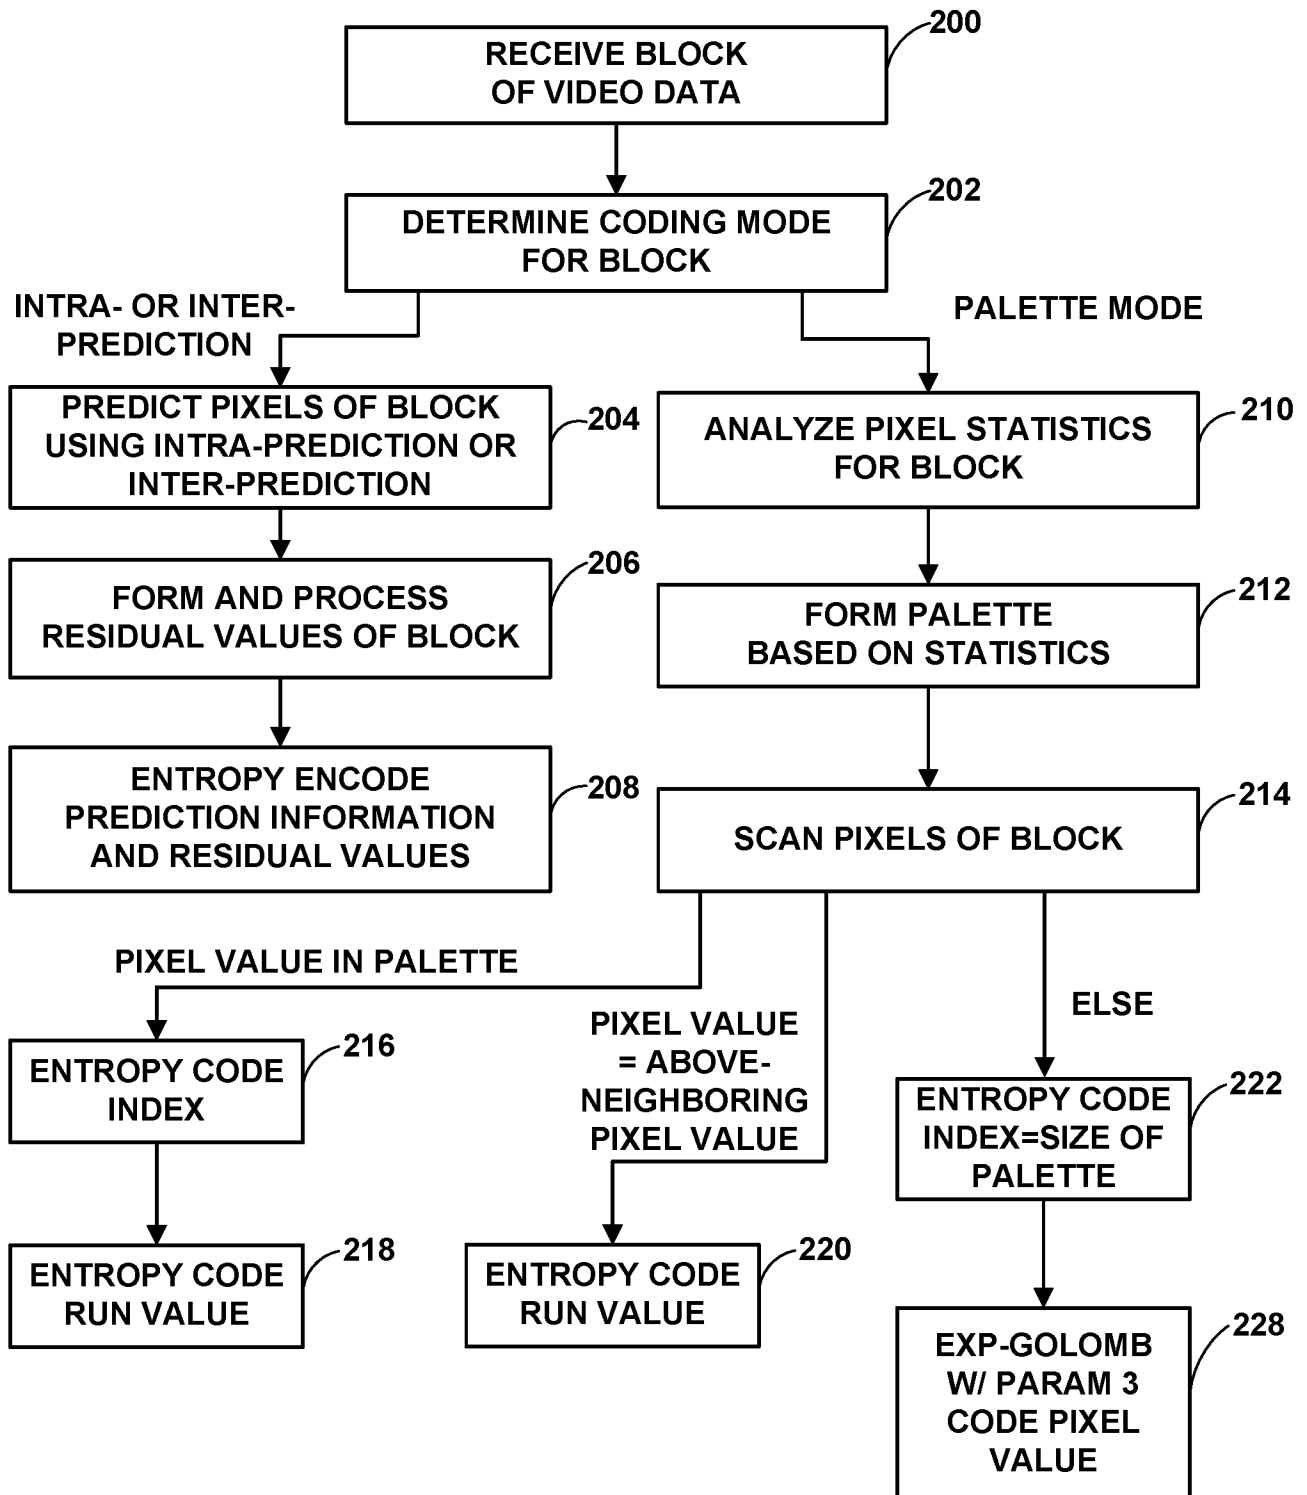 200
RECEIVE BLOCK
OF VIDEO DATA
202
DETERMINE CODING MODE
FOR BLOCK
INTRA- OR INTER-
PREDICTION
PALETTE MODE
204
PREDICT PIXELS OF BLOCK
USING INTRA-PREDICTION OR
INTER-PREDICTION
210
ANALYZE PIXEL STATISTICS
FOR BLOCK
206
FORM AND PROCESS
RESIDUAL VALUES OF BLOCK
212
FORM PALETTE
BASED ON STATISTICS
208
ENTROPY ENCODE
PREDICTION INFORMATION
AND RESIDUAL VALUES
214
SCAN PIXELS OF BLOCK
PIXEL VALUE IN PALETTE
PIXEL VALUE
= ABOVE-
NEIGHBORING
PIXEL VALUE
ELSE
216
ENTROPY CODE
INDEX
222
ENTROPY CODE
INDEX=SIZE OF
PALETTE
218
ENTROPY CODE
RUN VALUE
220
ENTROPY CODE
RUN VALUE
228
EXP-GOLOMB
W/ PARAM 3
CODE PIXEL
VALUE